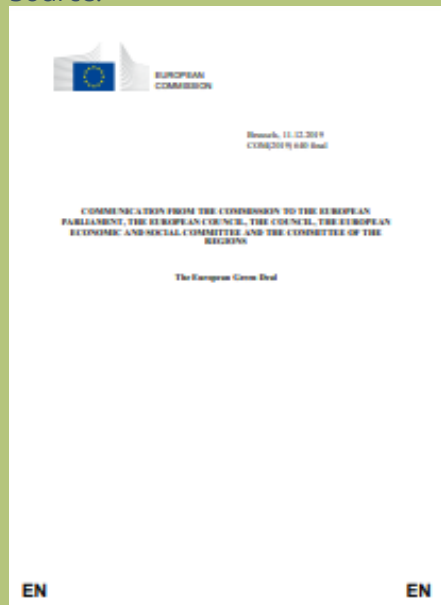 source:
EUROPEAN
COMMISSION
Brussels, 11.12.2019
COM(2019) 640 final
COMMUNICATION FROM THE COMMISSION TO THE EUROPEAN
PARLIAMENT, THE EUROPEAN COUNCIL, THE COUNCIL, THE EUROPEAN
ECONOMIC AND SOCIAL COMMITTEE AND THE COMMITTEE OF THE
REGIONS
The European Green Deal
EN
EN